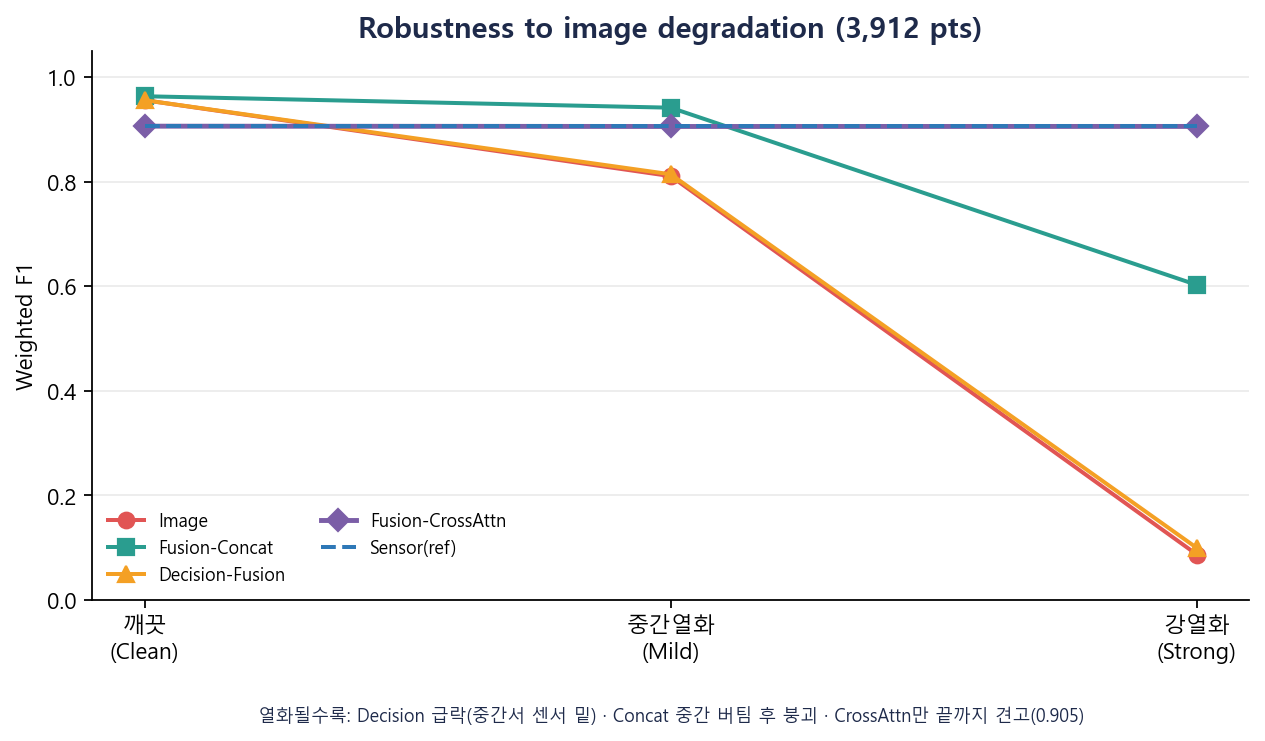 Robustness to image degradation (3,912 pts)
Weighted F1
1.0
0.8
0.6
0.4
0.2
0.0
Image
Fusion-Concat
Decision-Fusion
Fusion-CrossAttn
Sensor(ref)
깨끗
(Clean)
중간열화
(Mild)
강열화
(Strong)
열화될수록: Decision 급락(중간서 센서 밑) · Concat 중간 버팀 후 붕괴 · CrossAttn만 끝까지 견고(0.905)